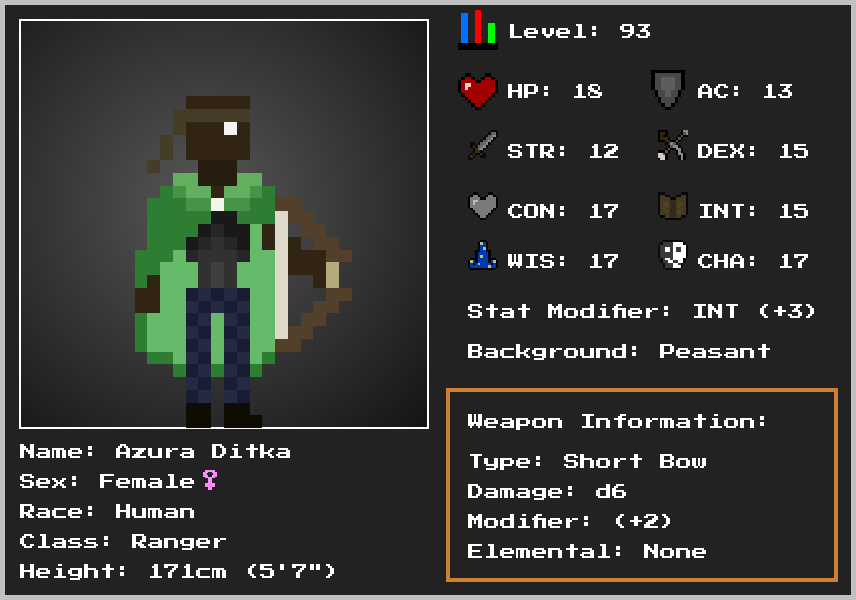 Level: 93
HP: 18
AC: 13
STR: 12
DEX: 15
CON: 17
INT: 15
WIS: 17
CHA: 17
Stat Modifier: INT (+3)
Background: Peasant
Weapon Information:
Type: Short Bow
Damage: d6
Modifier: (+2)
Elemental: None
Name: Azura Ditka
Sex: Female♀
Race: Human
Class: Ranger
Height: 171cm (5'7")